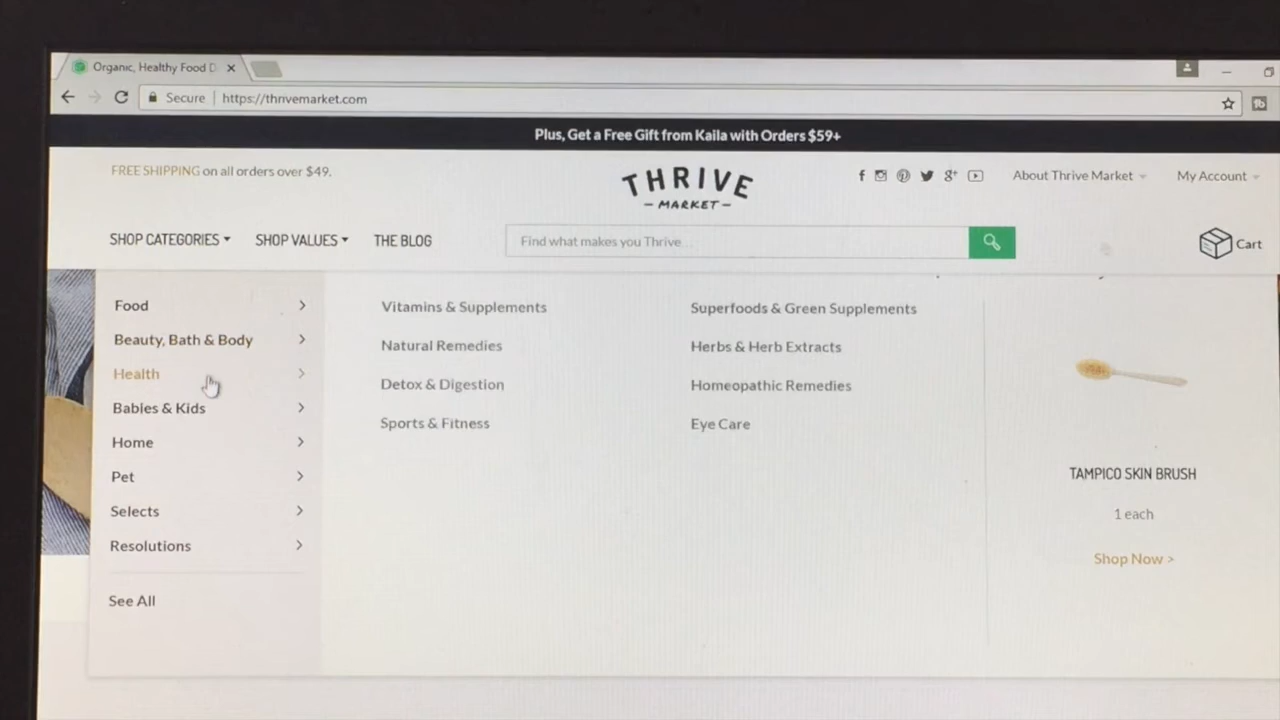 Organic, Healthy Food D
Secure | https://thrivemarket.com
Plus, Get a Free Gift from Kaila with Orders $59+
FREE SHIPPING on all orders over $49.
THRIVE
MARKET
About Thrive Market
My Account
SHOP CATEGORIES
SHOP VALUES
THE BLOG
Find what makes you Thrive...
Cart
Food
Beauty, Bath & Body
Health
Babies & Kids
Home
Pet
Selects
Resolutions
See All
Vitamins & Supplements
Natural Remedies
Detox & Digestion
Sports & Fitness
Superfoods & Green Supplements
Herbs & Herb Extracts
Homeopathic Remedies
Eye Care
TAMPICO SKIN BRUSH
1 each
Shop Now >